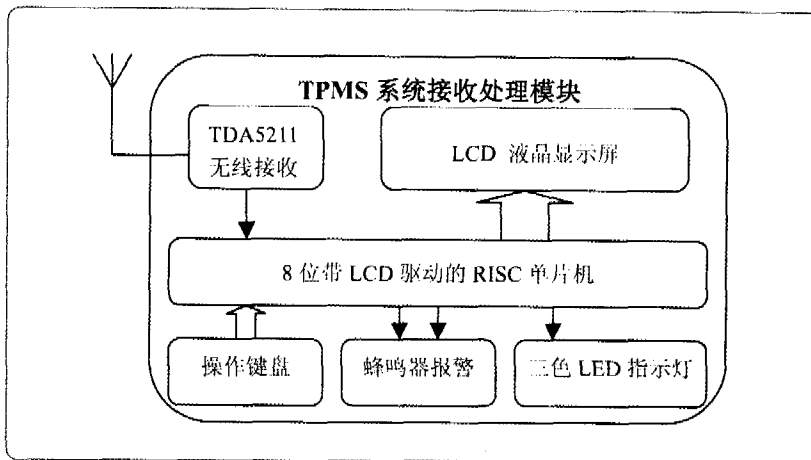 TPMS 系统接收处理模块
TDA5211
无线接收
LCD 液晶显示屏
8 位带 LCD 驱动的 RISC 单片机
操作键盘
蜂鸣器报警
三色 LED 指示灯